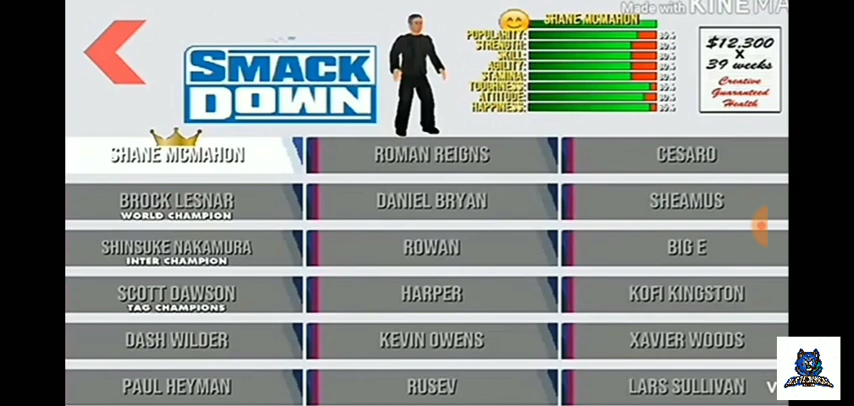 Made with KINEMA
SMACK
DOWN
SHANE MCMAHON
POPULARITY:
STRENGTH:
SKILL:
AGILITY:
STAMINA:
TOUGHNESS:
ATTITUDE:
HAPPINESS:
$12,300
X
39 weeks
Creative
Guaranteed
Health
SHANE MCMAHON
ROMAN REIGNS
CESARO
BROCK LESNAR
WORLD CHAMPION
DANIEL BRYAN
SHEAMUS
SHINSUKE NAKAMURA
INTER CHAMPION
ROWAN
BIG E
SCOTT DAWSON
TAG CHAMPIONS
HARPER
KOFI KINGSTON
DASH WILDER
KEVIN OWENS
XAVIER WOODS
PAUL HEYMAN
RUSEV
LARS SULLIVAN
V